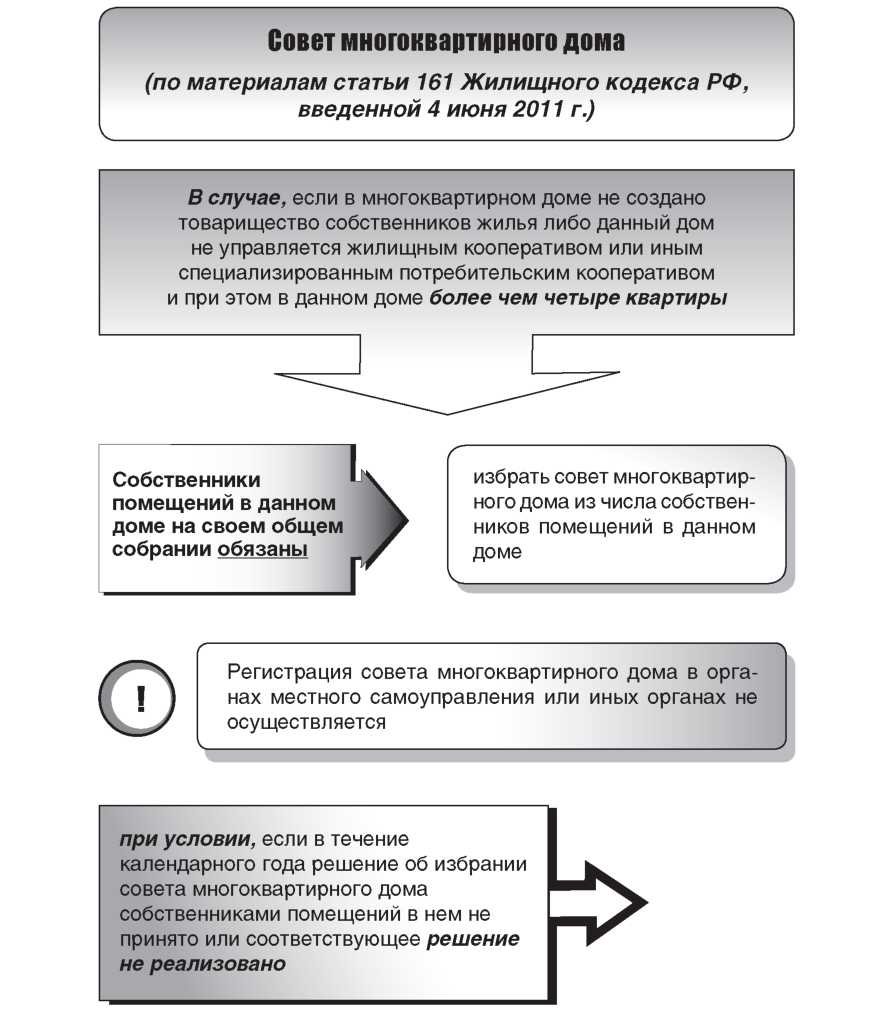 Совет многоквартирного дома
(по материалам статьи 161 Жилищного кодекса РФ,
введенной 4 июня 2011 г.)
В случае, если в многоквартирном доме не создано
товарищество собственников жилья либо данный дом
не управляется жилищным кооперативом или иным
специализированным потребительским кооперативом
и при этом в данном доме более чем четыре квартиры
Собственники
помещений в данном
доме на своем общем
собрании обязаны
избрать совет многоквартир-
ного дома из числа собствен-
ников помещений в данном
доме
!
Регистрация совета многоквартирного дома в орга-
нах местного самоуправления или иных органах не
осуществляется
при условии, если в течение
календарного года решение об избрании
совета многоквартирного дома
собственниками помещений в нем не
принято или соответствующее решение
не реализовано